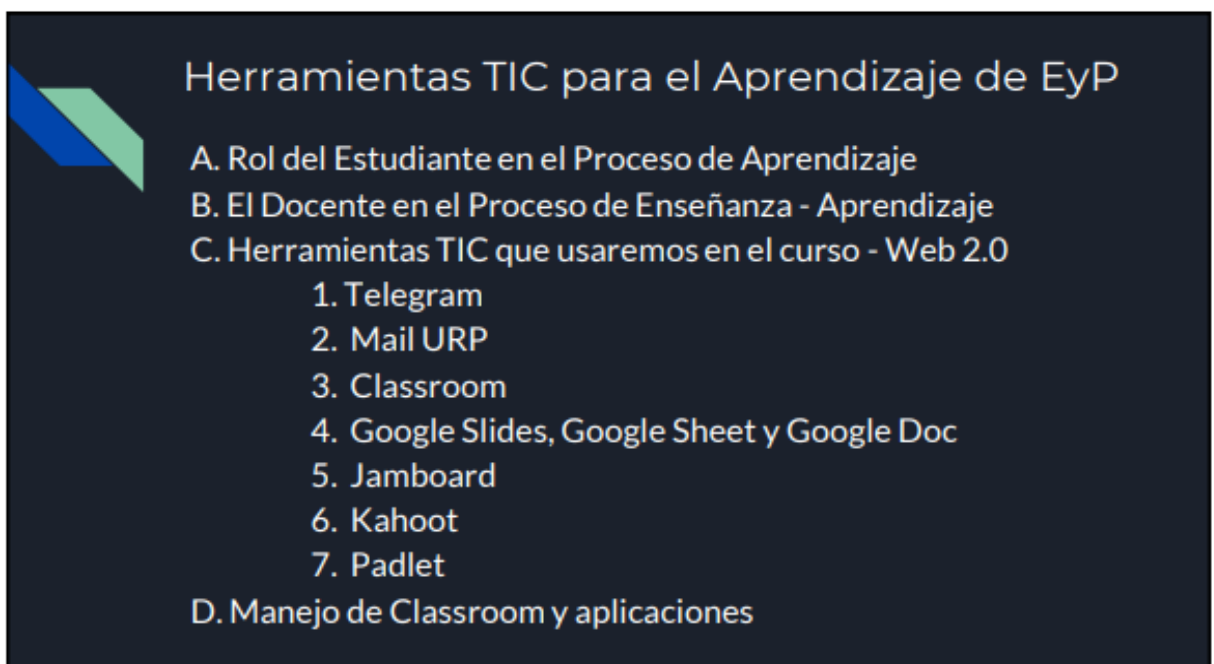 Herramientas TIC para el Aprendizaje de EyP
A. Rol del Estudiante en el Proceso de Aprendizaje
B. El Docente en el Proceso de Enseñanza - Aprendizaje
C. Herramientas TIC que usaremos en el curso - Web 2.0
1. Telegram
2. Mail URP
3. Classroom
4. Google Slides, Google Sheet y Google Doc
5. Jamboard
6. Kahoot
7. Padlet
D. Manejo de Classroom y aplicaciones